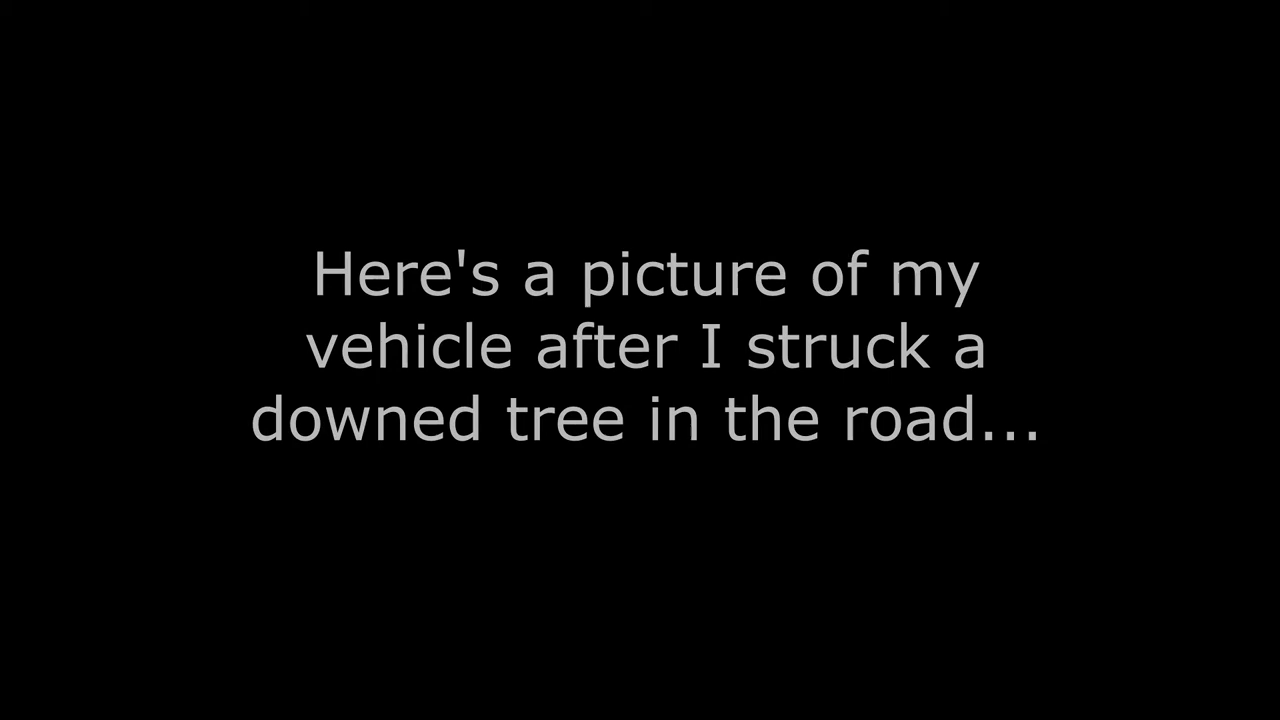 Here's a picture of my
vehicle after I struck a
downed tree in the road...